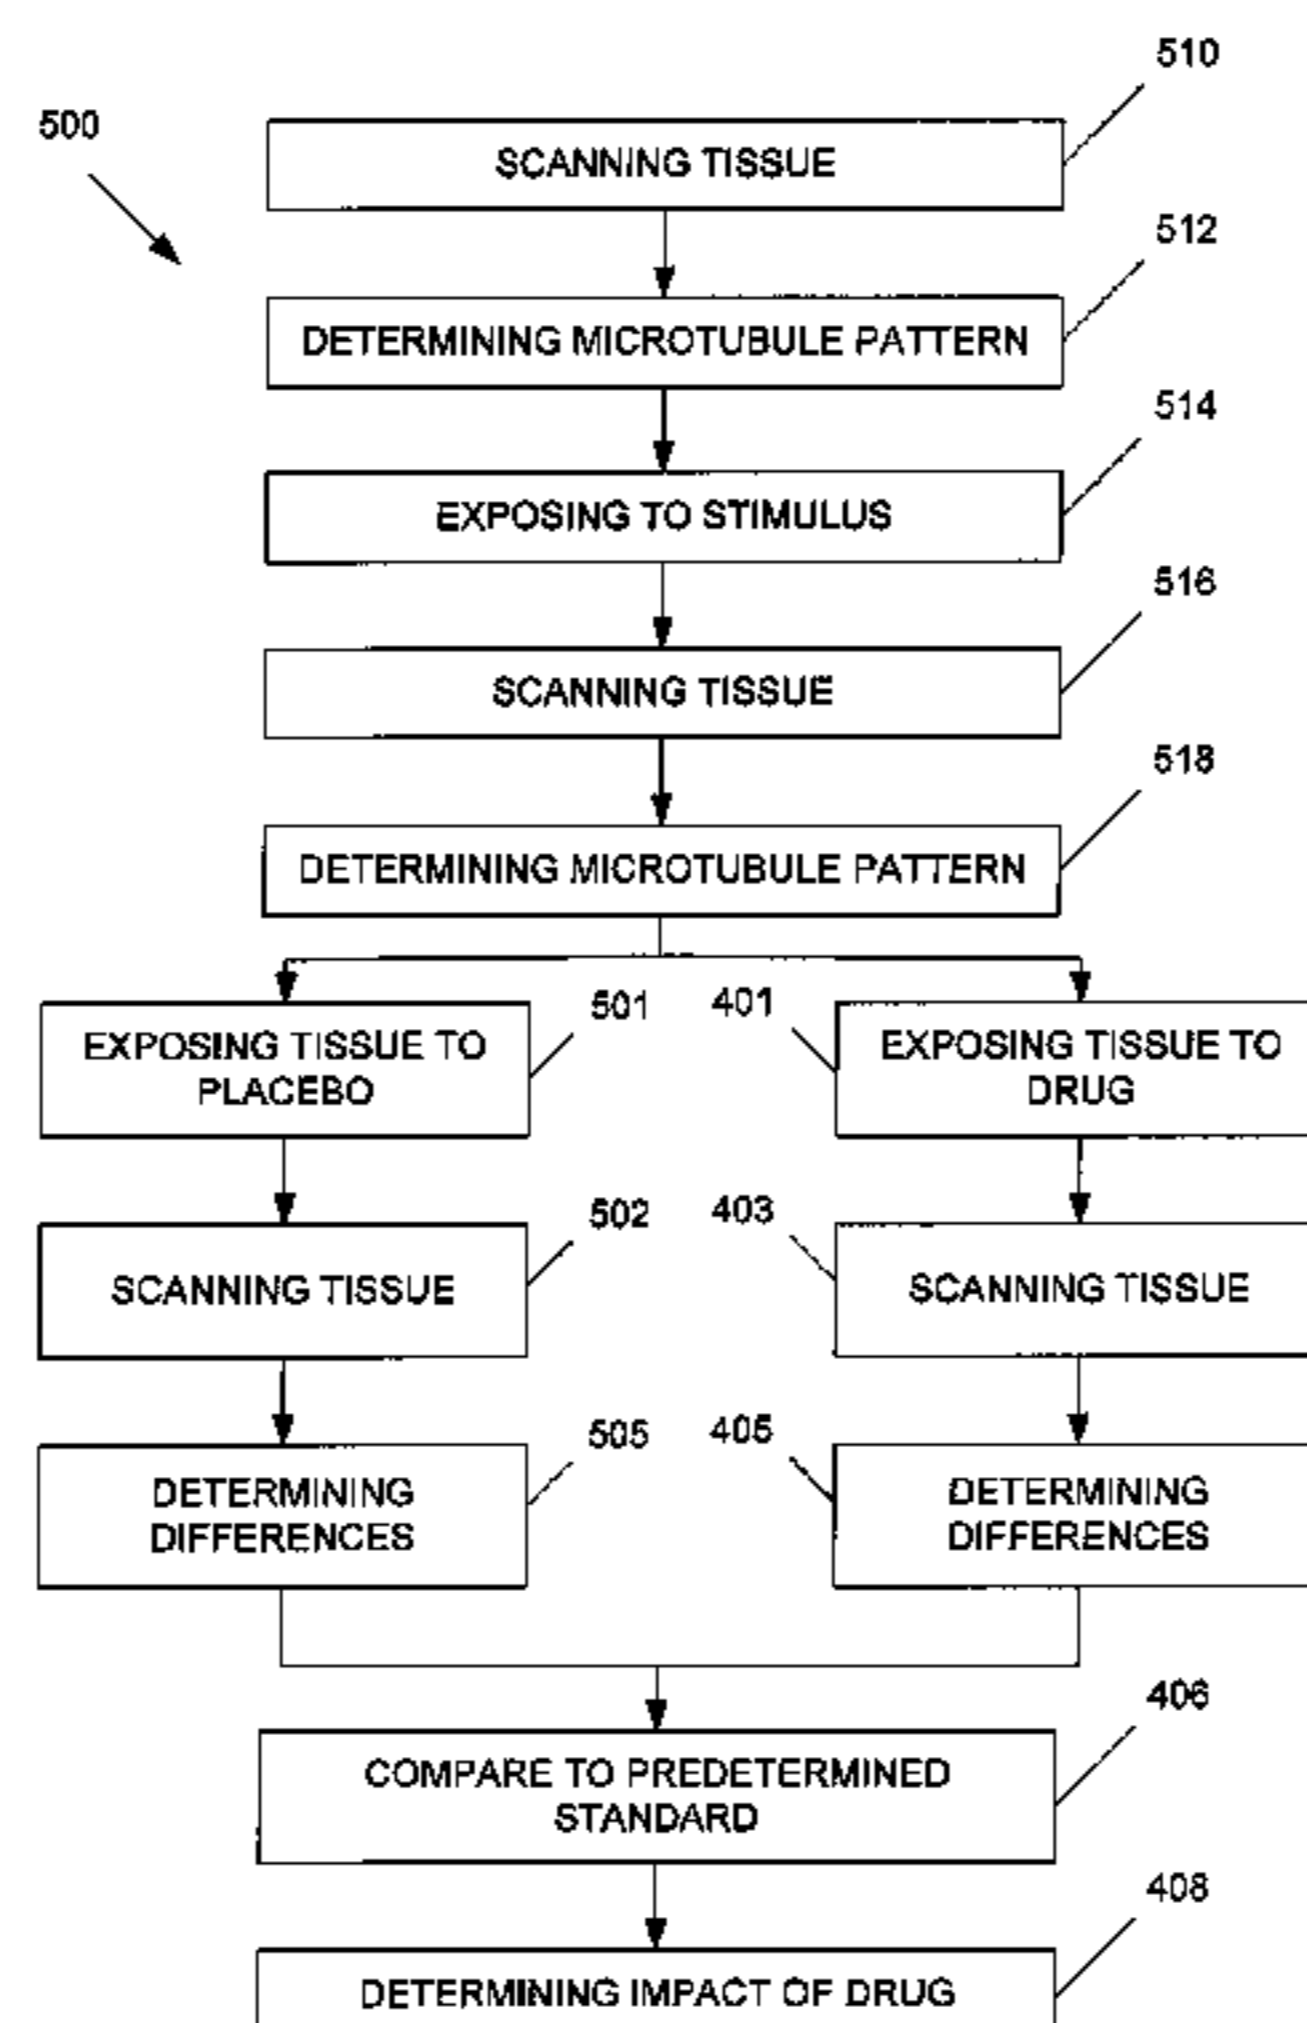 510
500
SCANNING TISSUE
512
DETERMINING MICROTUBULE PATTERN
514
EXPOSING TO STIMULUS
516
SCANNING TISSUE
518
DETERMINING MICROTUBULE PATTERN
501
401
EXPOSING TISSUE TO
PLACEBO
EXPOSING TISSUE TO
DRUG
502
403
SCANNING TISSUE
SCANNING TISSUE
505
405
DETERMINING
DIFFERENCES
DETERMINING
DIFFERENCES
406
COMPARE TO PREDETERMINED
STANDARD
408
DETERMINING IMPACT OF DRUG